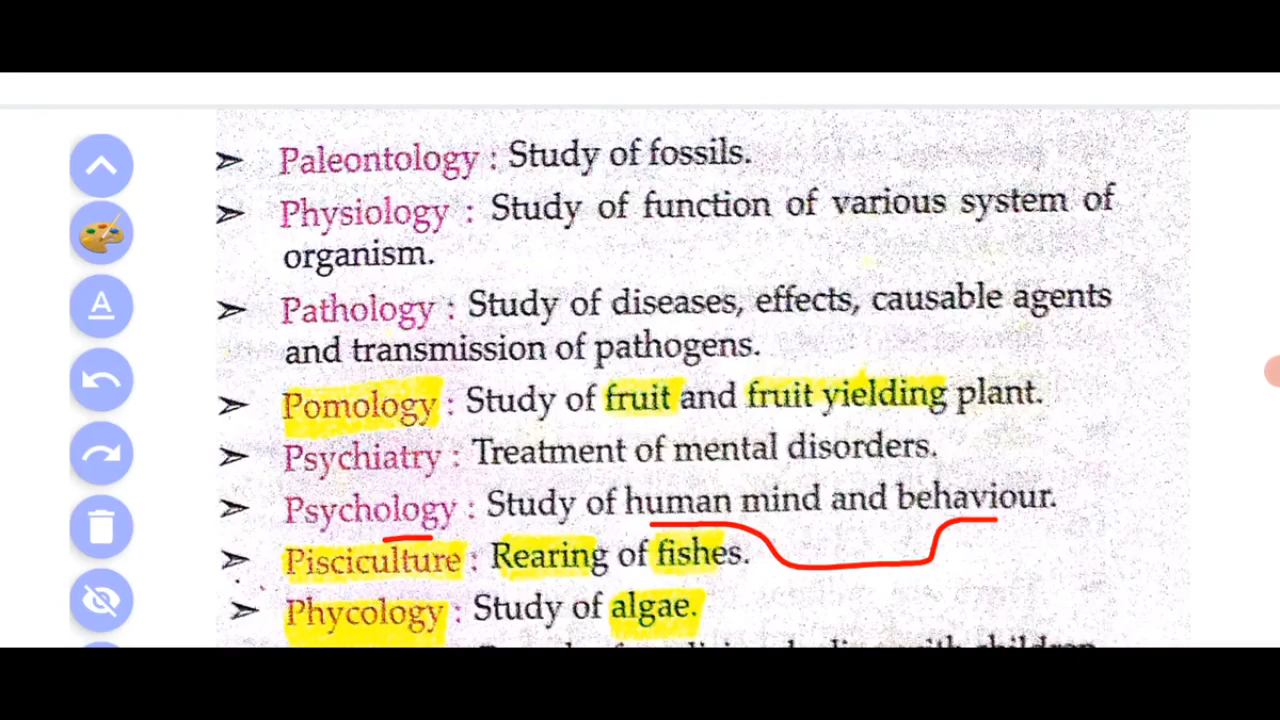 ➢ Paleontology : Study of fossils.
➢ Physiology : Study of function of various system of
organism.
➢ Pathology : Study of diseases, effects, causable agents
and transmission of pathogens.
➢ Pomology : Study of fruit and fruit yielding plant.
➢ Psychiatry : Treatment of mental disorders.
➢ Psychology : Study of human mind and behaviour.
➢ Pisciculture : Rearing of fishes.
➢ Phycology : Study of algae.
with children